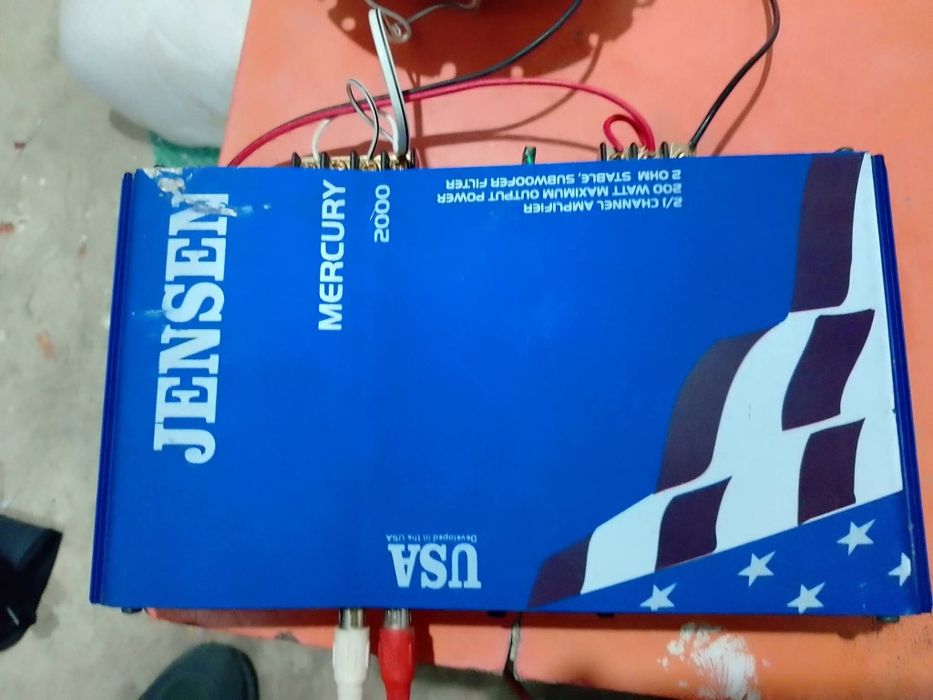 JENSEN
MERCURY
2000
2/1 CHANNEL AMPLIFIER
200 WATT MAXIMUM OUTPUT POWER
2 OHM STABLE, SUBWOOFER FILTER
USA
Developed in the USA